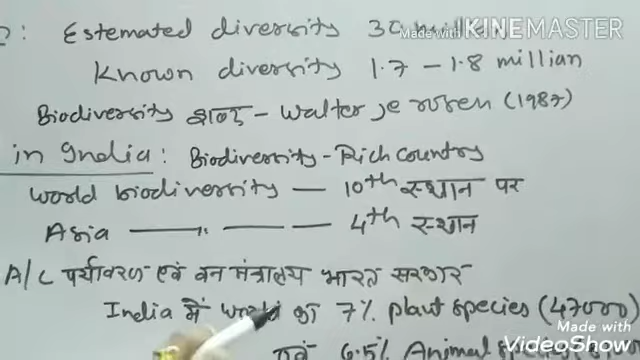 Estemated diversity 30 million
Made with KINEMASTER
Known diversity 1.7 - 1.8 millian
Biodiversity शब्द - Walter je rosen (1987)
in India : Biodiversity - Rich country
World biodiversity — 10th स्थान पर
Asia — " — 4th स्थान
A/C पर्यावरण एवं वन मंत्रालय भारत सरकार
India में world का 7% plant species (47000)
एवं 6.5% Animal
Made with
VideoShow